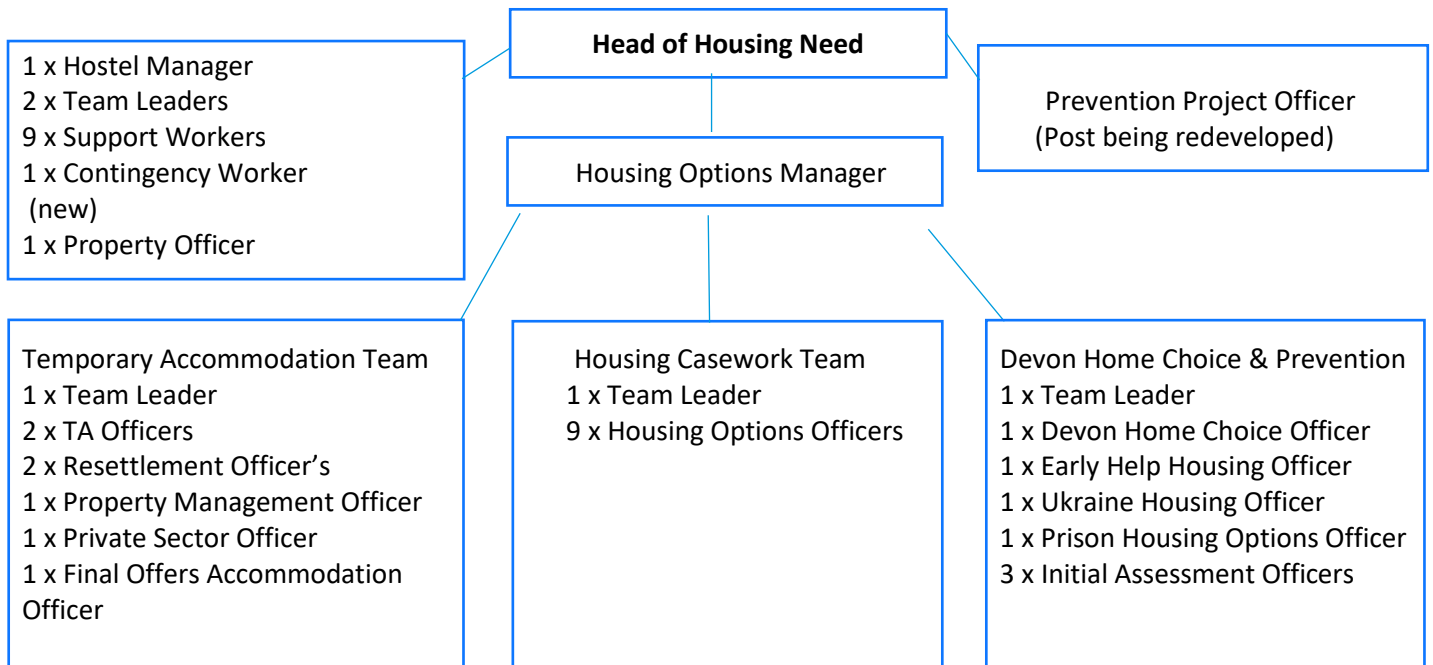 Head of Housing Need
1 x Hostel Manager
2 x Team Leaders
9 x Support Workers
1 x Contingency Worker
(new)
1 x Property Officer
Prevention Project Officer
(Post being redeveloped)
Housing Options Manager
Temporary Accommodation Team
1 x Team Leader
2 x TA Officers
2 x Resettlement Officer’s
1 x Property Management Officer
1 x Private Sector Officer
1 x Final Offers Accommodation
Officer
Housing Casework Team
1 x Team Leader
9 x Housing Options Officers
Devon Home Choice & Prevention
1 x Team Leader
1 x Devon Home Choice Officer
1 x Early Help Housing Officer
1 x Ukraine Housing Officer
1 x Prison Housing Options Officer
3 x Initial Assessment Officers